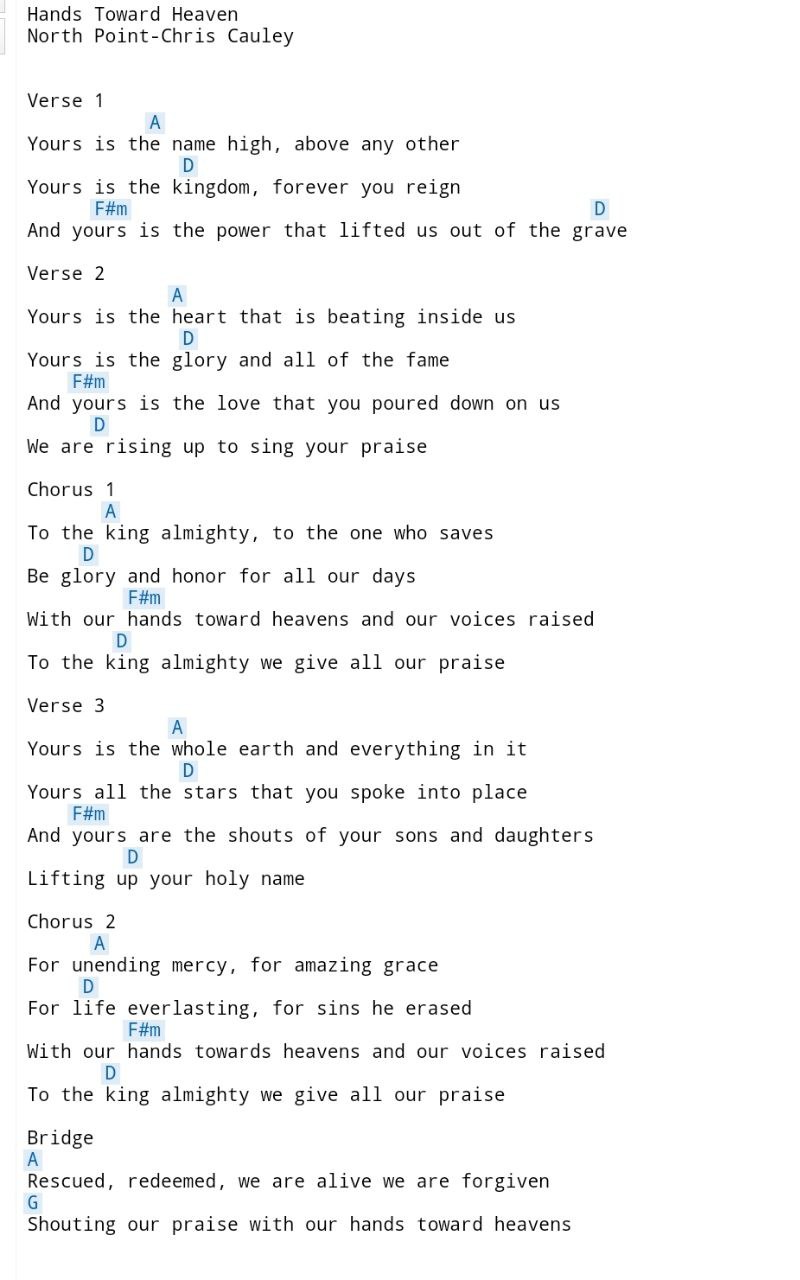 Hands Toward Heaven
North Point-Chris Cauley
Verse 1
A
Yours is the name high, above any other
D
Yours is the kingdom, forever you reign
F#m D
And yours is the power that lifted us out of the grave
Verse 2
A
Yours is the heart that is beating inside us
D
Yours is the glory and all of the fame
F#m
And yours is the love that you poured down on us
D
We are rising up to sing your praise
Chorus 1
A
To the king almighty, to the one who saves
D
Be glory and honor for all our days
F#m
With our hands toward heavens and our voices raised
D
To the king almighty we give all our praise
Verse 3
A
Yours is the whole earth and everything in it
D
Yours all the stars that you spoke into place
F#m
And yours are the shouts of your sons and daughters
D
Lifting up your holy name
Chorus 2
A
For unending mercy, for amazing grace
D
For life everlasting, for sins he erased
F#m
With our hands towards heavens and our voices raised
D
To the king almighty we give all our praise
Bridge
A
Rescued, redeemed, we are alive we are forgiven
G
Shouting our praise with our hands toward heavens